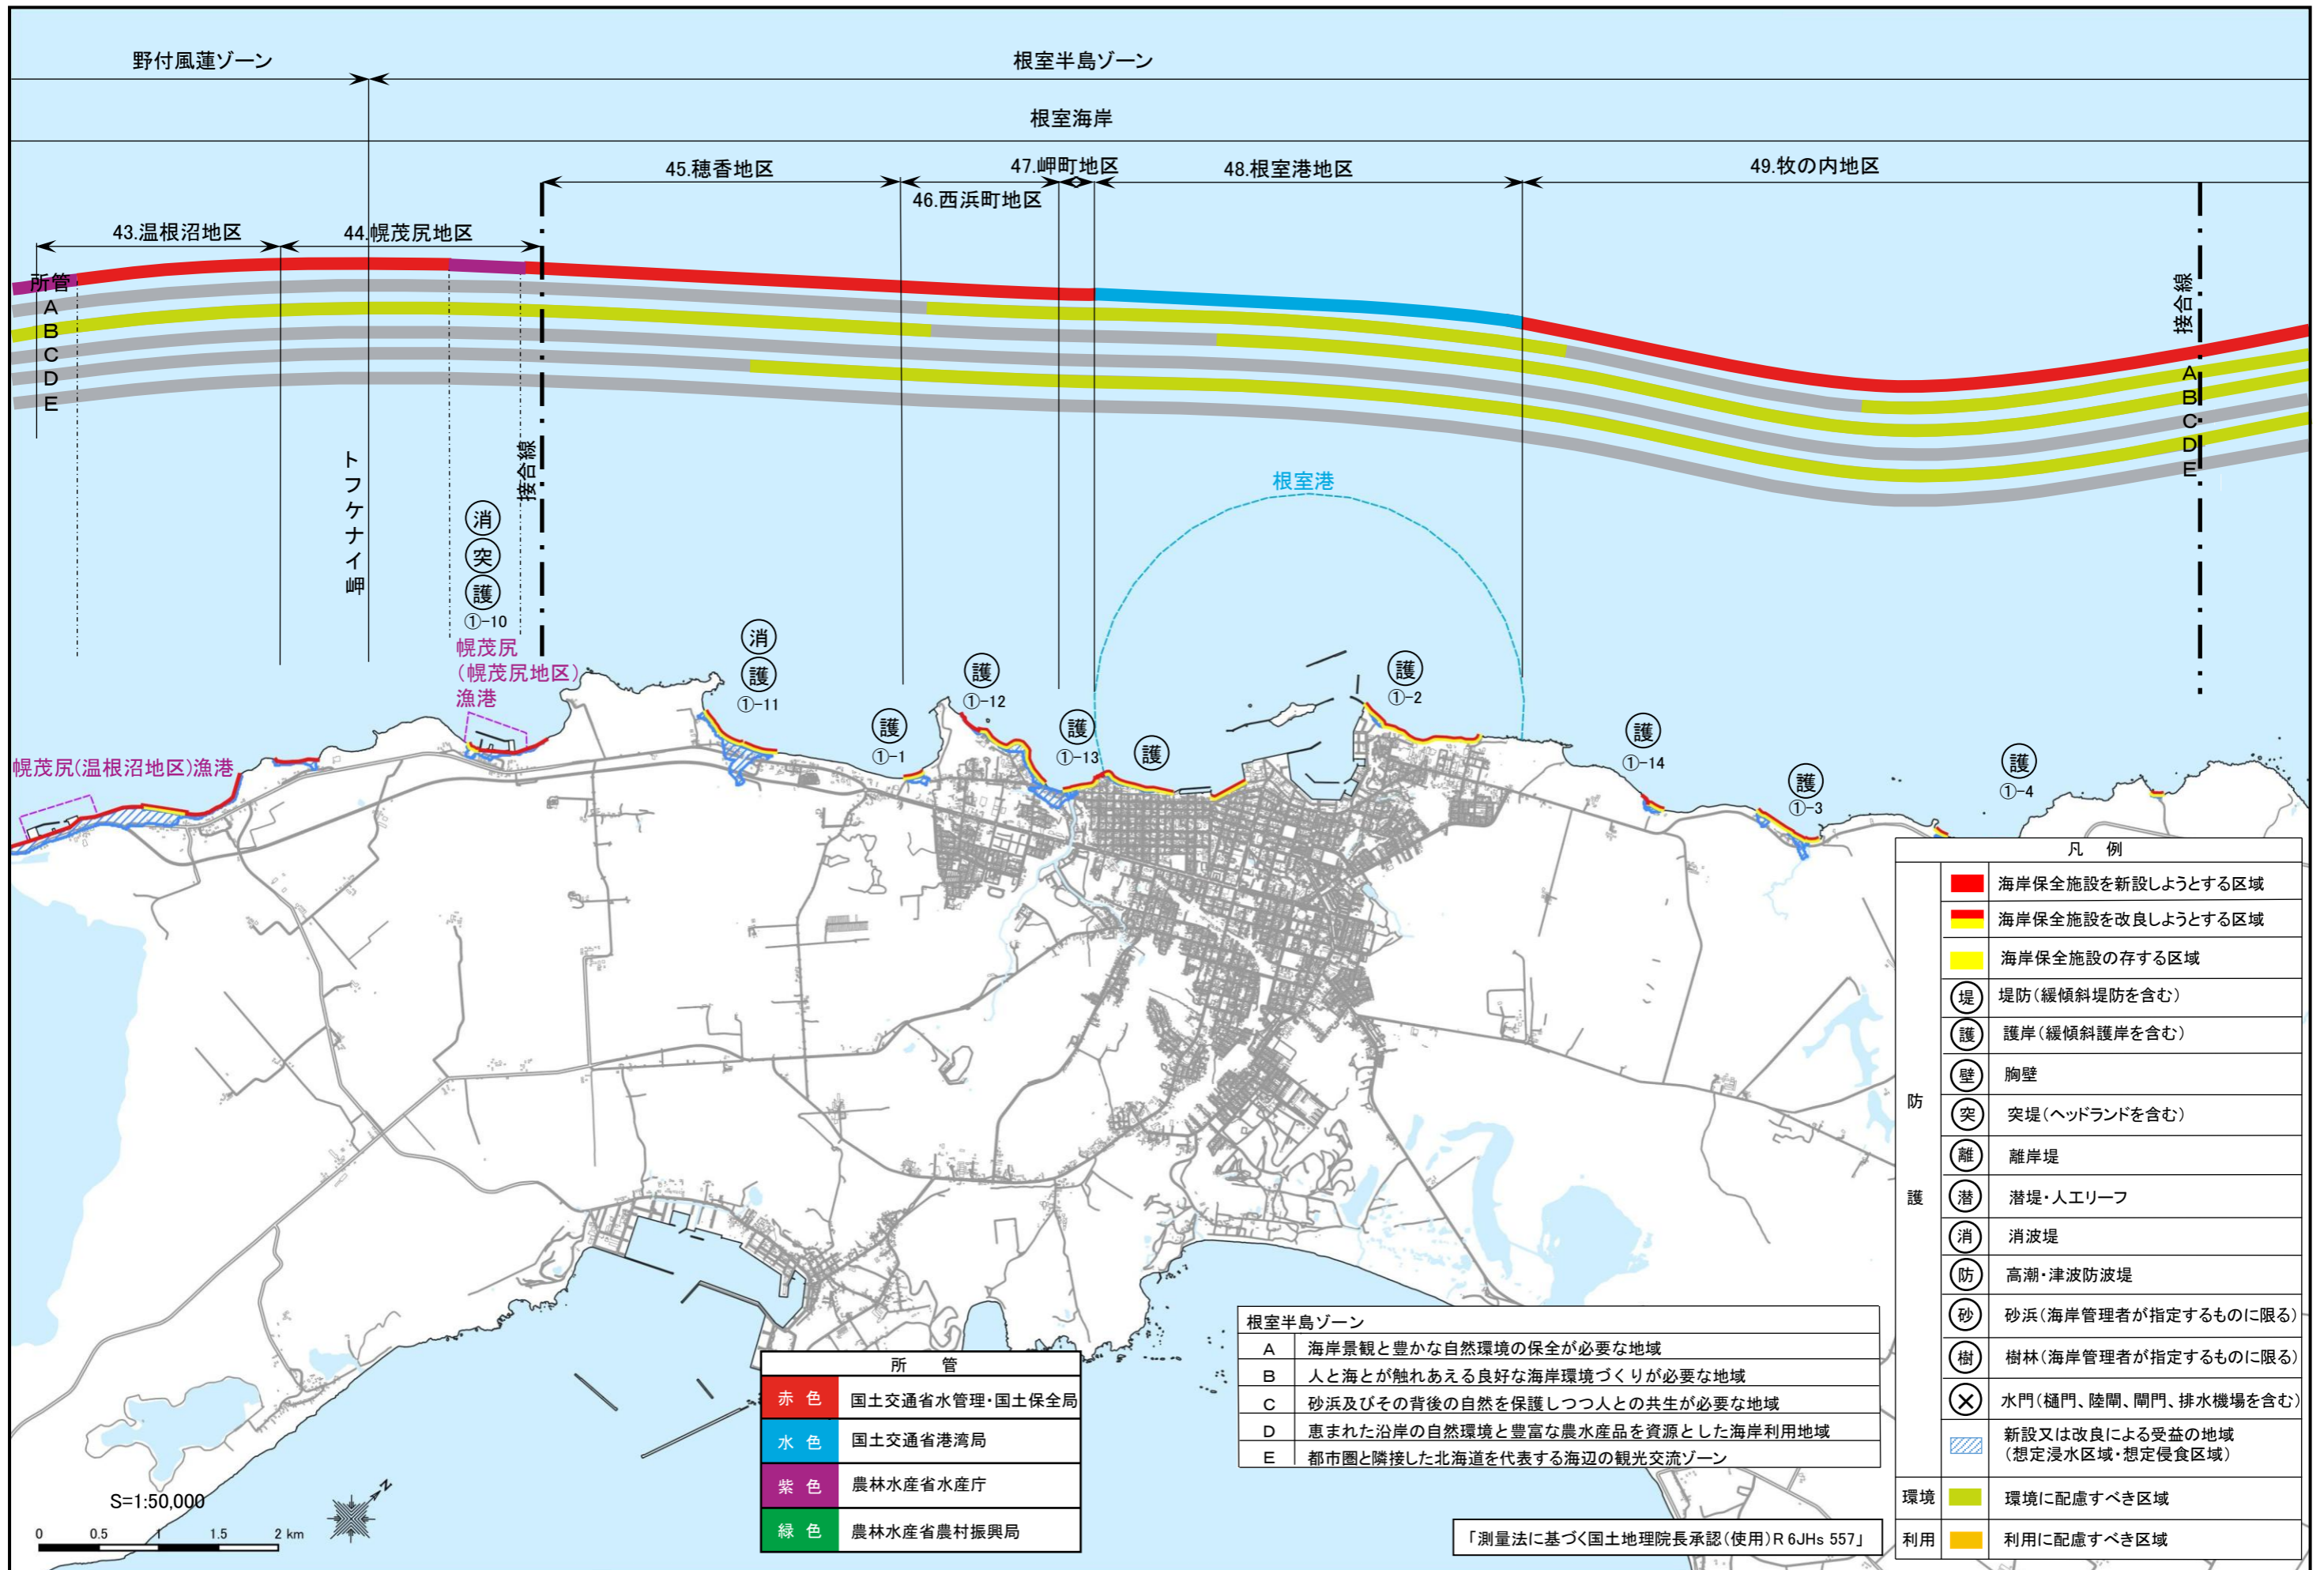 野付風蓮ゾーン
根室半島ゾーン
根室海岸
45.穂香地区
47.岬町地区
48.根室港地区
49.牧の内地区
46.西浜町地区
43.温根沼地区
44.幌茂尻地区
所管
A
B
C
D
E
接合線
A
B
C
D
E
トフケナイ岬
接合線
根室港
消
突
護
①-10
幌茂尻
(幌茂尻地区)
漁港
消
護
①-11
護
①-1
護
①-12
護
①-13
護
護
①-2
護
①-14
護
①-3
護
①-4
幌茂尻(温根沼地区)漁港
凡 例
防護
海岸保全施設を新設しようとする区域
海岸保全施設を改良しようとする区域
海岸保全施設の存する区域
堤 堤防(緩傾斜堤防を含む)
護 護岸(緩傾斜護岸を含む)
壁 胸壁
突 突堤(ヘッドランドを含む)
離 離岸堤
潜 潜堤・人工リーフ
消 消波堤
防 高潮・津波防波堤
砂 砂浜(海岸管理者が指定するものに限る)
樹 樹林(海岸管理者が指定するものに限る)
水門(樋門、陸閘、閘門、排水機場を含む)
新設又は改良による受益の地域
(想定浸水区域・想定侵食区域)
環境 環境に配慮すべき区域
利用 利用に配慮すべき区域
根室半島ゾーン
A 海岸景観と豊かな自然環境の保全が必要な地域
B 人と海とが触れあえる良好な海岸環境づくりが必要な地域
C 砂浜及びその背後の自然を保護しつつ人との共生が必要な地域
D 恵まれた沿岸の自然環境と豊富な農水産品を資源とした海岸利用地域
E 都市圏と隣接した北海道を代表する海辺の観光交流ゾーン
所 管
赤 色 国土交通省水管理・国土保全局
水 色 国土交通省港湾局
紫 色 農林水産省水産庁
緑 色 農林水産省農村振興局
「測量法に基づく国土地理院長承認(使用)R 6JHs 557」
S=1:50,000
0 0.5 1 1.5 2 km
N